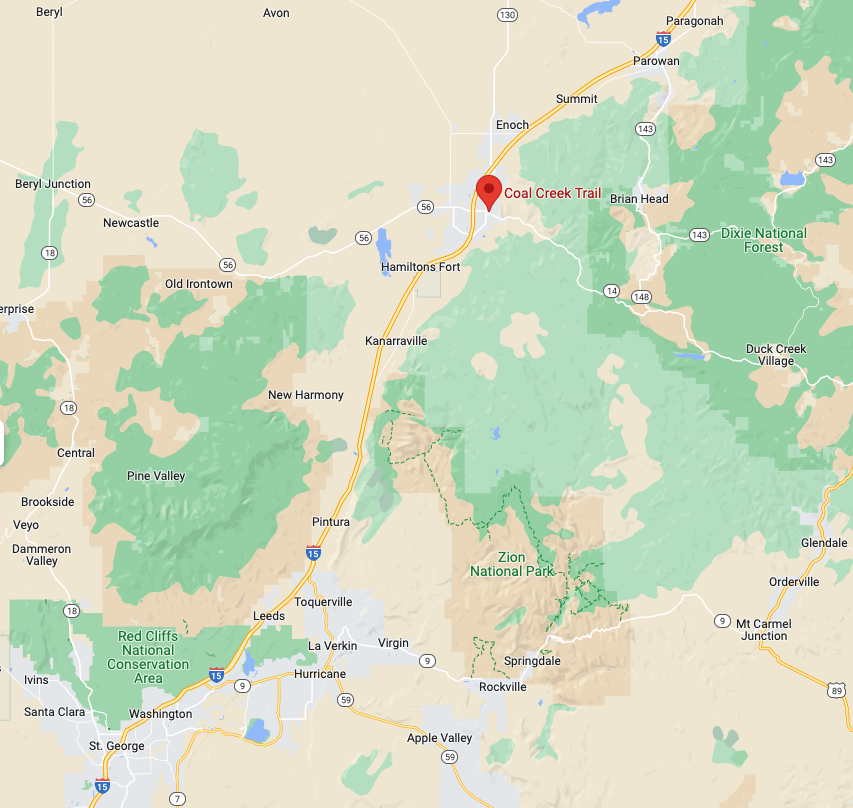 Beryl
Avon
130
Paragonah
15
Parowan
Summit
Enoch
143
143
Beryl Junction
56
Coal Creek Trail
Brian Head
56
Newcastle
143
Dixie National
Forest
56
18
56
Hamiltons Fort
Old Irontown
14
148
erprise
Kanarraville
Duck Creek
Village
New Harmony
18
Central
Pine Valley
Brookside
Veyo
Pintura
Glendale
Dammeron
Valley
15
Zion
National Park
Orderville
18
Toquerville
Leeds
9
Mt Carmel
Junction
Red Cliffs
National
Conservation
Area
La Verkin
Virgin
9
Springdale
Ivins
15
9
Hurricane
Rockville
89
Santa Clara
Washington
59
St. George
Apple Valley
59
15
7